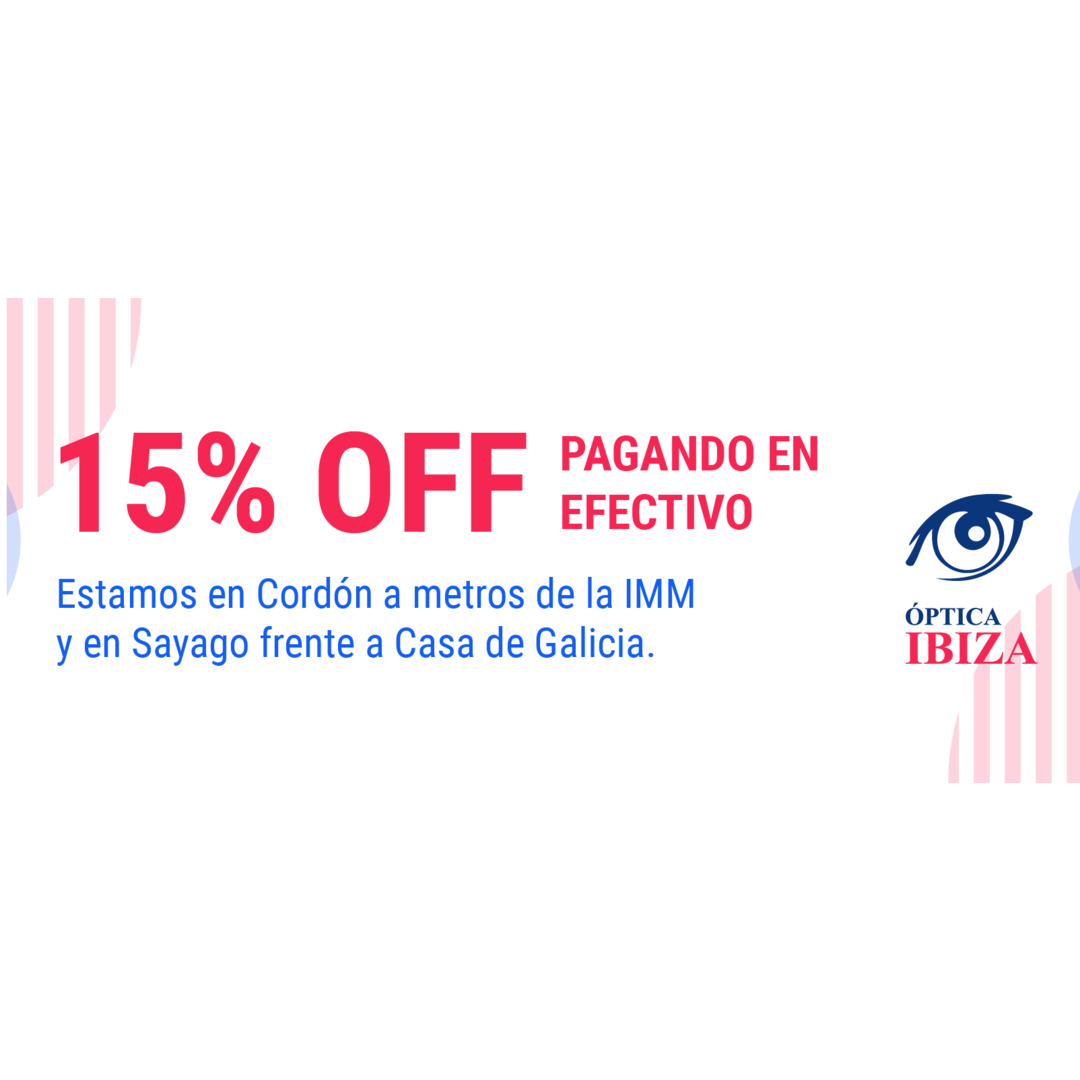 15% OFF
PAGANDO EN
EFECTIVO
Estamos en Cordón a metros de la IMM
y en Sayago frente a Casa de Galicia.
ÓPTICA
IBIZA